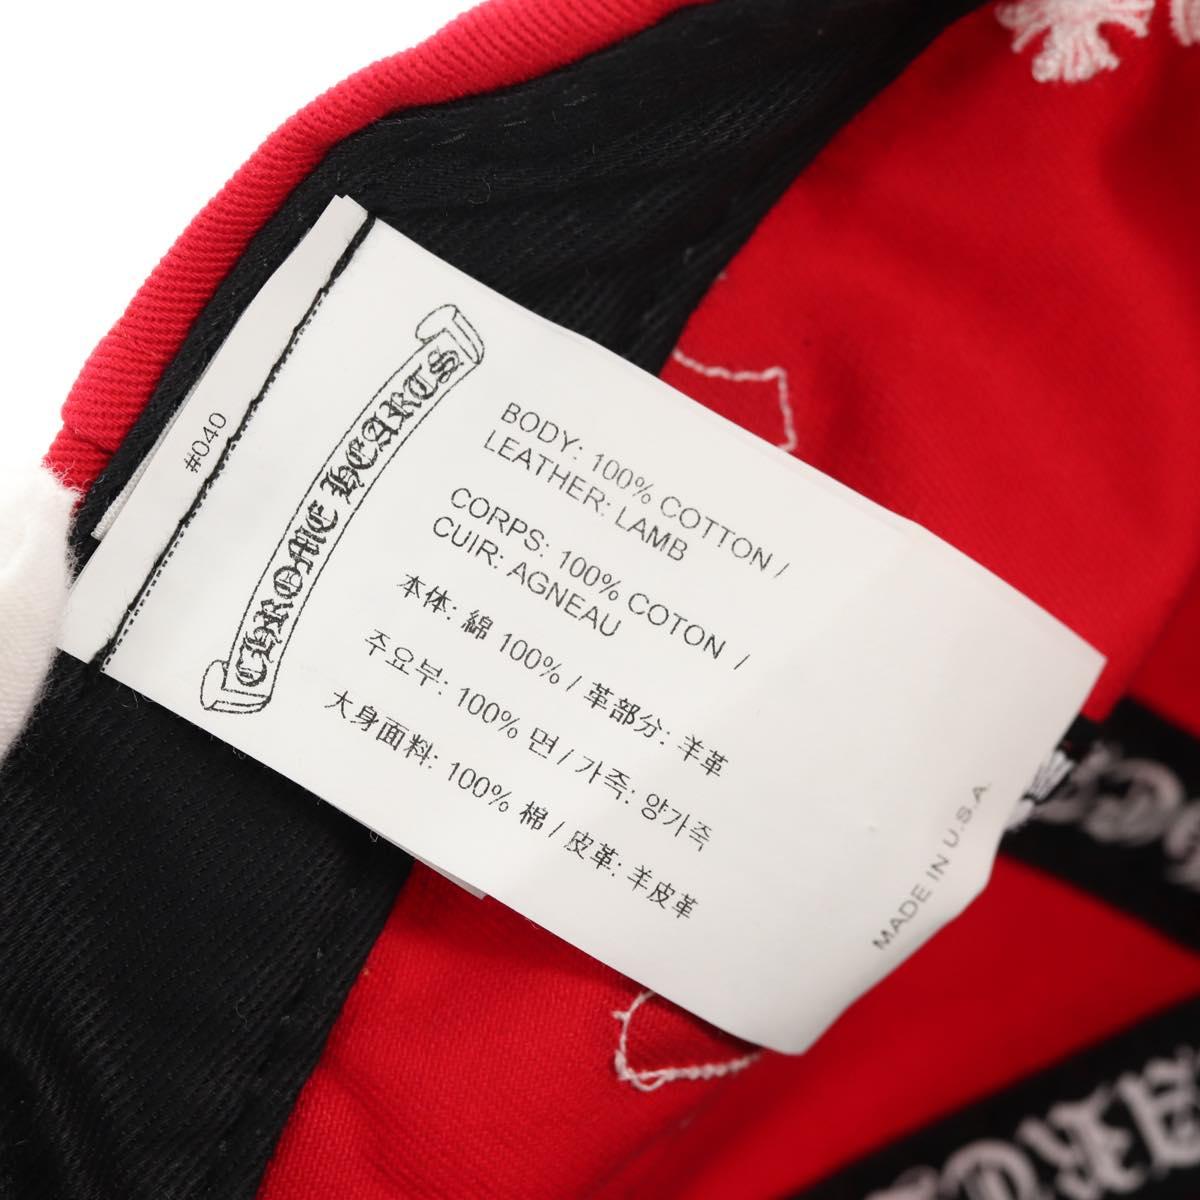 #040
CHROME HEARTS
BODY: 100% COTTON /
LEATHER: LAMB
CORPS: 100% COTON /
CUIR: AGNEAU
本体: 綿 100% / 革部分: 羊革
주요부: 100% 면 / 가죽: 양가죽
大身面料: 100% 棉 / 皮革: 羊皮革
MADE IN U.S.A.